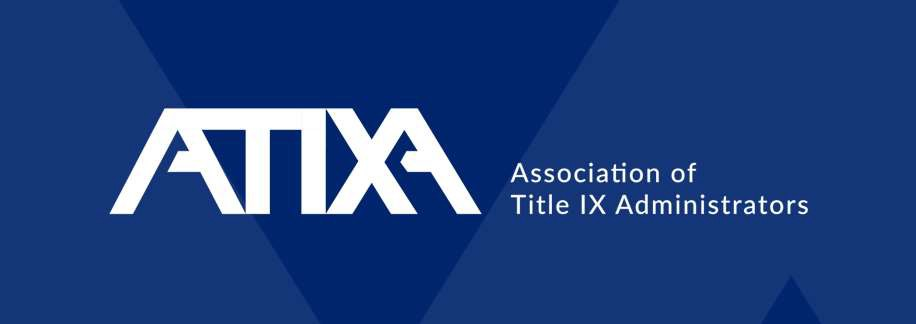 ATIXA
Association of
Title IX Administrators